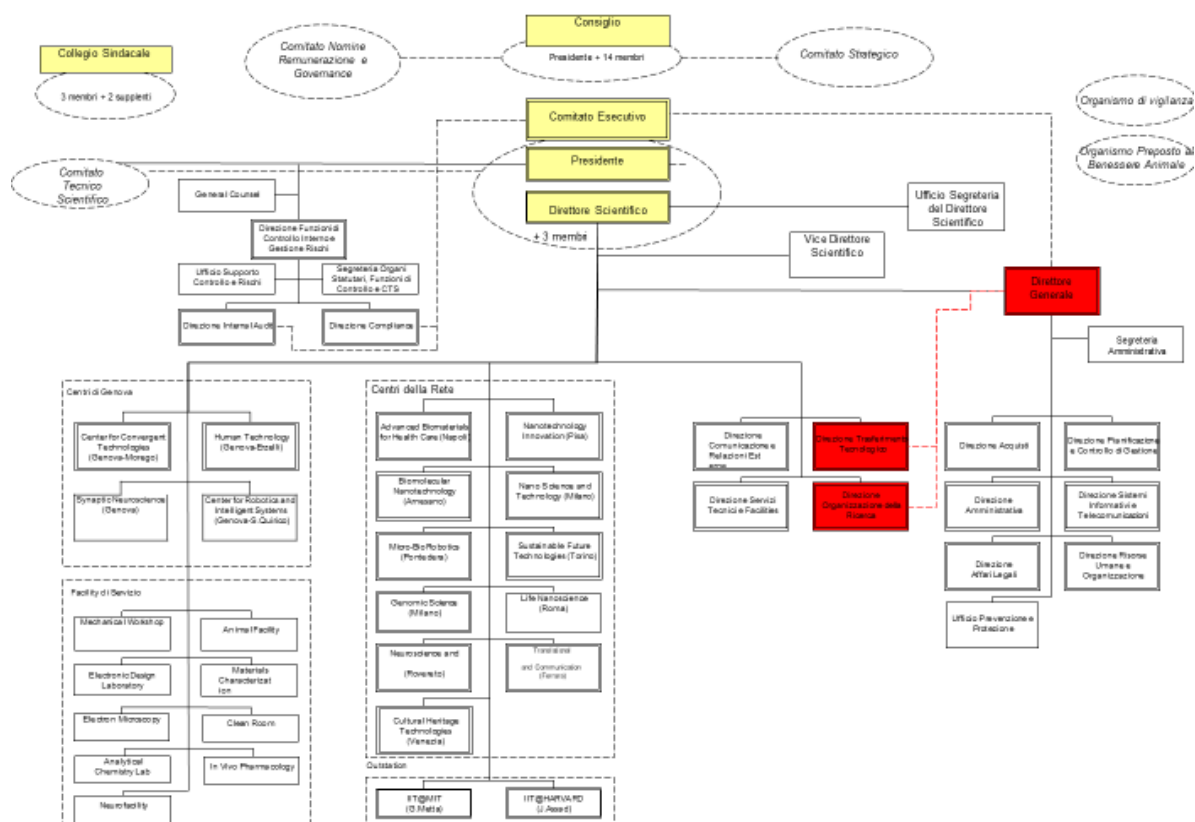 Consiglio
Presidente + 14 membri
Comitato Nomine
Remunerazione e
Governance
Comitato Strategico
Collegio Sindacale
3 membri + 2 supplenti
Organismo di vigilanza
Organismo Preposto al
Benessere Animale
Comitato Esecutivo
Presidente
Direttore Scientifico
+ 3 membri
Comitato
Tecnico
Scientifico
General Counsel
Direzione Funzioni di
Controllo Interno e
Gestione Rischi
Ufficio Supporto
Controllo e Rischi
Segreteria Organi
Statutari, Funzioni di
Controllo e CTS
Direzione Internal Audit
Direzione Compliance
Ufficio Segreteria
del Direttore
Scientifico
Vice Direttore
Scientifico
Direttore
Generale
Segreteria
Amministrativa
Centri di Genova
Center for Convergent
Technologies
(Genova-Morego)
Human Technology
(Genova-Erzelli)
Synaptic Neuroscience
(Genova)
Center for Robotics and
Intelligent Systems
(Genova-S.Quirico)
Facility di Servizio
Mechanical Workshop
Animal Facility
Electronic Design
Laboratory
Materials
Characterizat
ion
Electron Microscopy
Clean Room
Analytical
Chemistry Lab
In Vivo Pharmacology
Neurofacility
Centri della Rete
Advanced Biomaterials
for Health Care (Napoli)
Nanotechnology
Innovation (Pisa)
Biomolecular
Nanotechnology
(Arnesano)
Nano Science and
Technology (Milano)
Micro-BioRobotics
(Pontedera)
Sustainable Future
Technologies (Torino)
Genomic Science
(Milano)
Life Nanoscience
(Roma)
Neuroscience and
(Rovereto)
Translational
and Communication
(Ferrara)
Cultural Heritage
Technologies
(Venezia)
Outstation
IIT@MIT
(G.Metta)
IIT@HARVARD
(J.Assad)
Direzione
Comunicazione e
Relazioni Est
erne
Direzione Trasferimento
Tecnologico
Direzione Servizi
Tecnici e Facilities
Direzione
Organizzazione della
Ricerca
Direzione Acquisti
Direzione Pianificazione
e Controllo di Gestione
Direzione
Amministrativa
Direzione Sistemi
Informativi e
Telecomunicazioni
Direzione
Affari Legali
Direzione Risorse
Umane e
Organizzazione
Ufficio Prevenzione e
Protezione